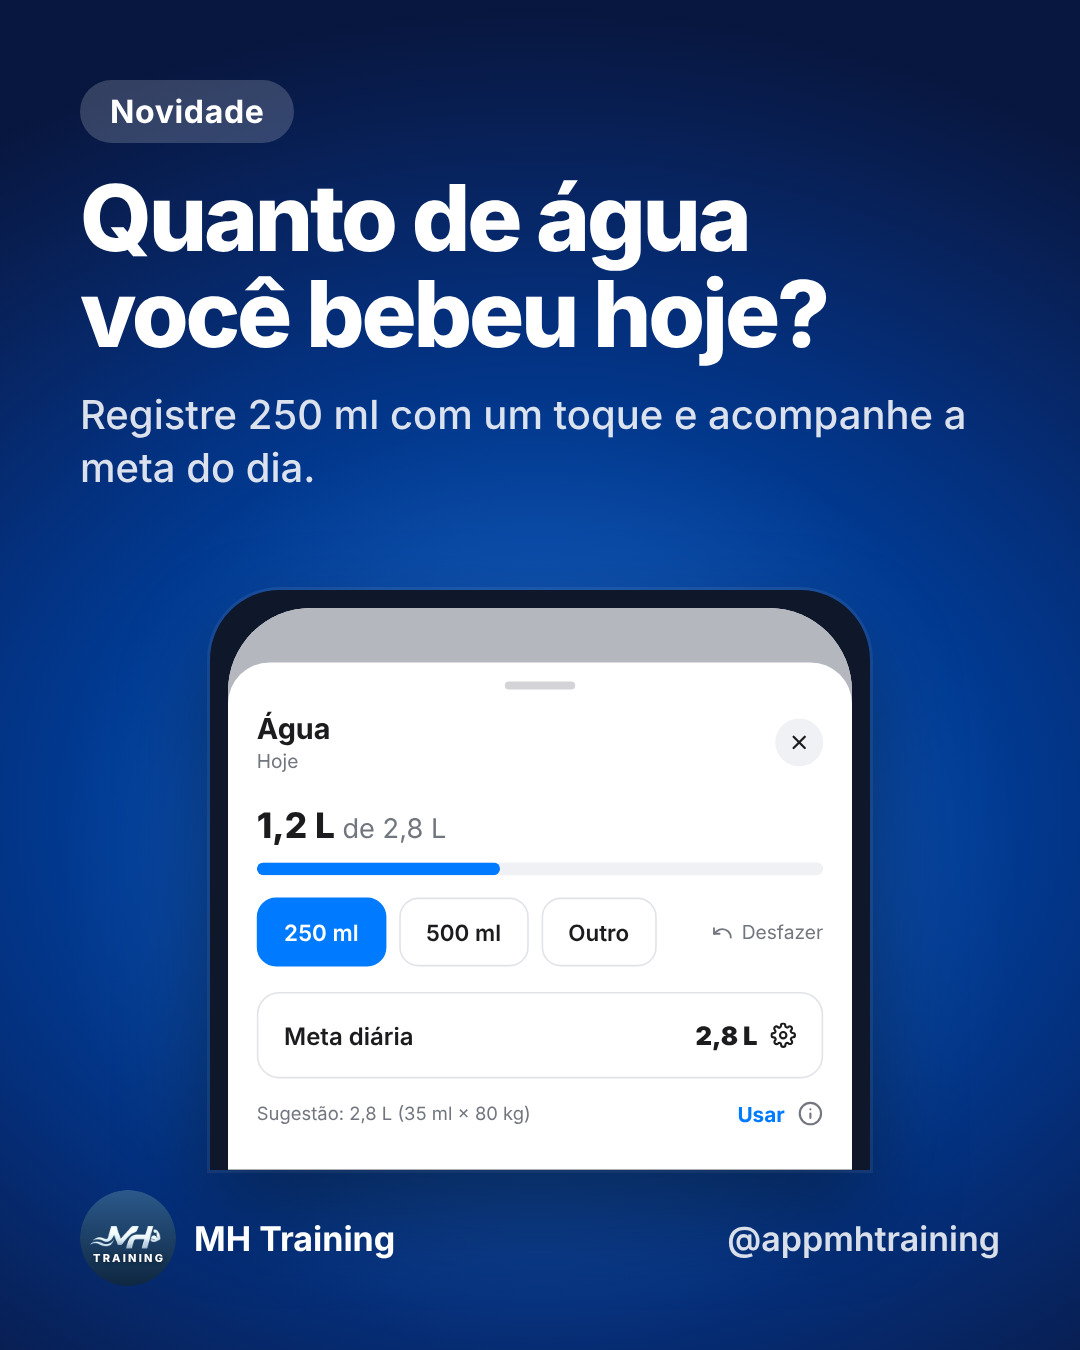 Novidade
Quanto de água
você bebeu hoje?
Registre 250 ml com um toque e acompanhe a
meta do dia.
Água
Hoje
1,2 L de 2,8 L
250 ml
500 ml
Outro
Desfazer
Meta diária
2,8 L
Sugestão: 2,8 L (35 ml × 80 kg)
Usar
MH
TRAINING
MH Training
@appmhtraining